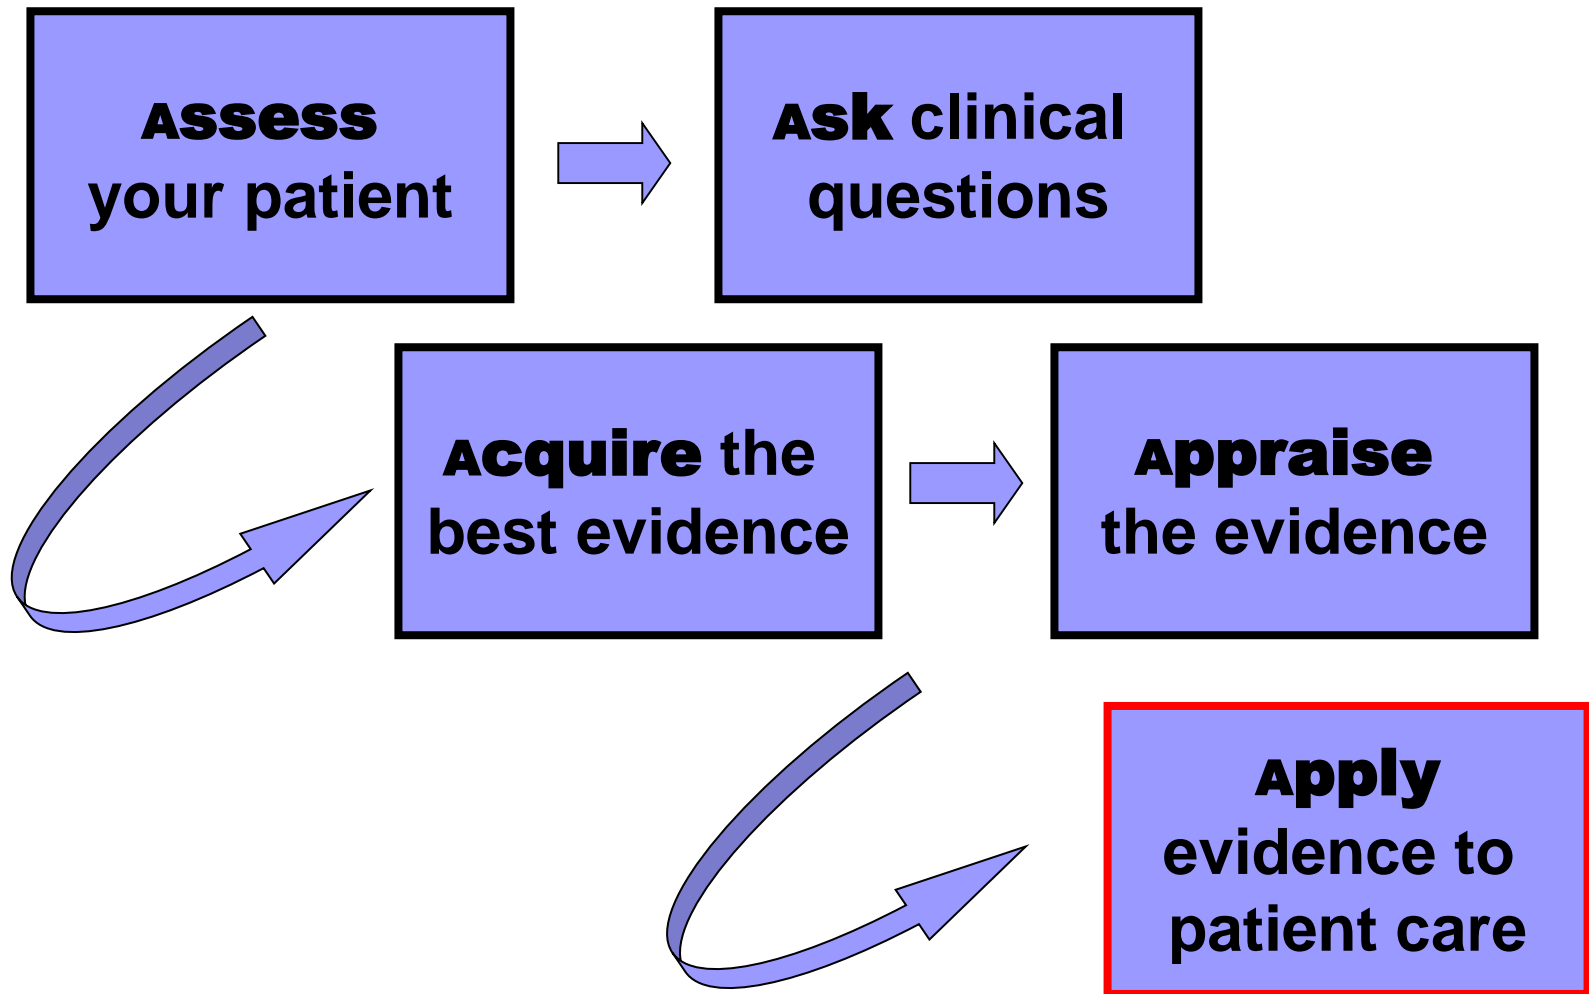 Assess
your patient
Ask clinical
questions
Acquire the
best evidence
Appraise
the evidence
Apply
evidence to
patient care